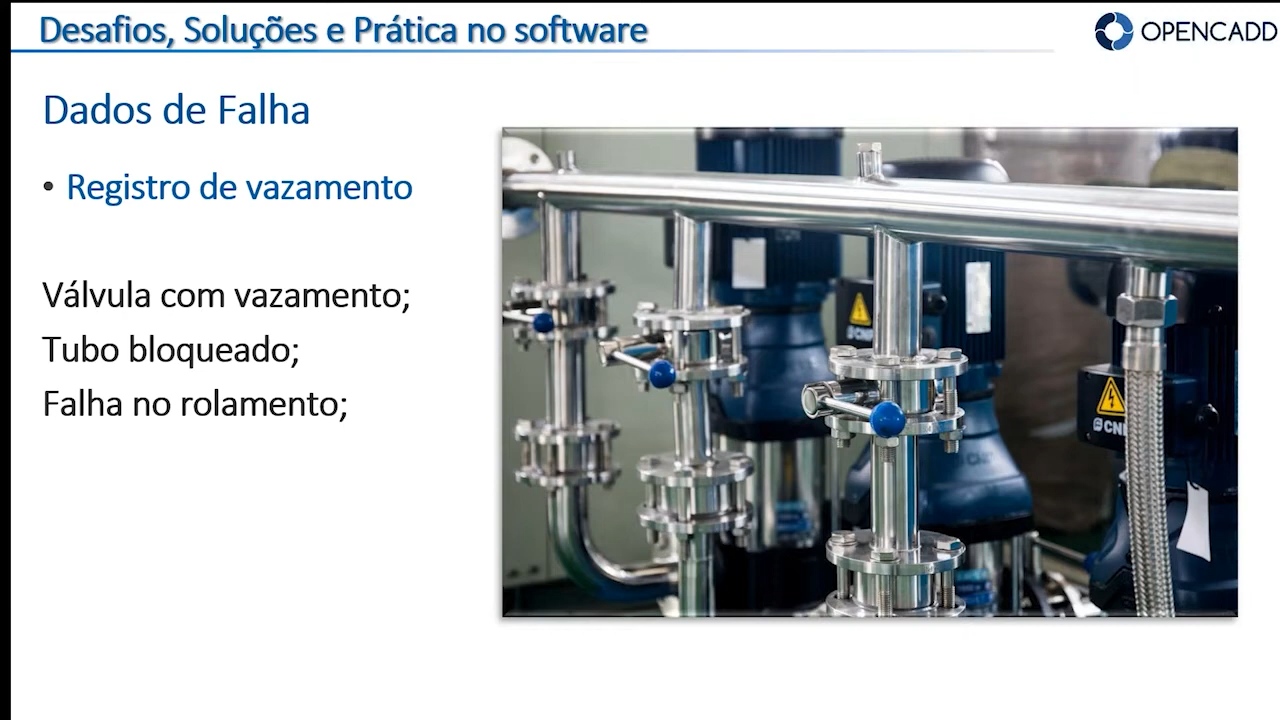 Desafios, Soluções e Prática no software
OPENCADD
Dados de Falha
• Registro de vazamento
Válvula com vazamento;
Tubo bloqueado;
Falha no rolamento;